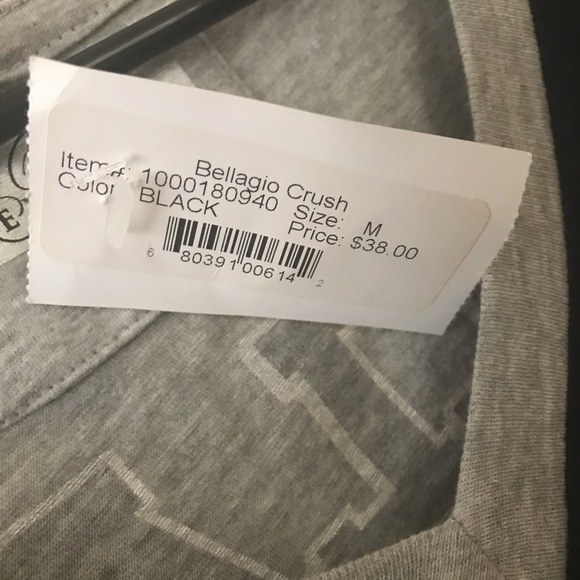 Bellagio Crush
Item#: 1000180940 Size: M
Color: BLACK Price: $38.00
6 80391 00614 2
E